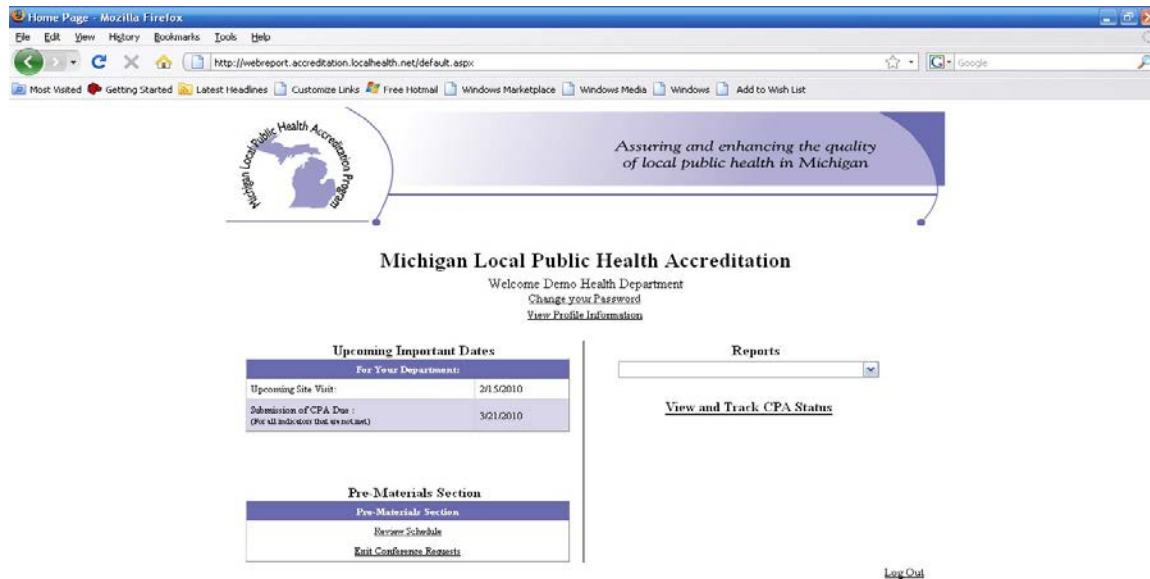 Home Page - Mozilla Firefox
File Edit View History Bookmarks Tools Help
http://webreport.accreditation.localhealth.net/default.aspx
Google
Most Visited Getting Started Latest Headlines Customize Links Free Hotmail Windows Marketplace Windows Media Windows Add to Wish List
Michigan Local Public Health Accreditation Program
Assuring and enhancing the quality
of local public health in Michigan
Michigan Local Public Health Accreditation
Welcome Demo Health Department
Change your Password
View Profile Information
Upcoming Important Dates
For Your Department:
Upcoming Site Visit: 2/15/2010
Submission of CPA Due : 3/21/2010
(For all indicators that are not met)
Reports
View and Track CPA Status
Pre-Materials Section
Pre-Materials Section
Review Schedule
Exit Conference Requests
Log Out